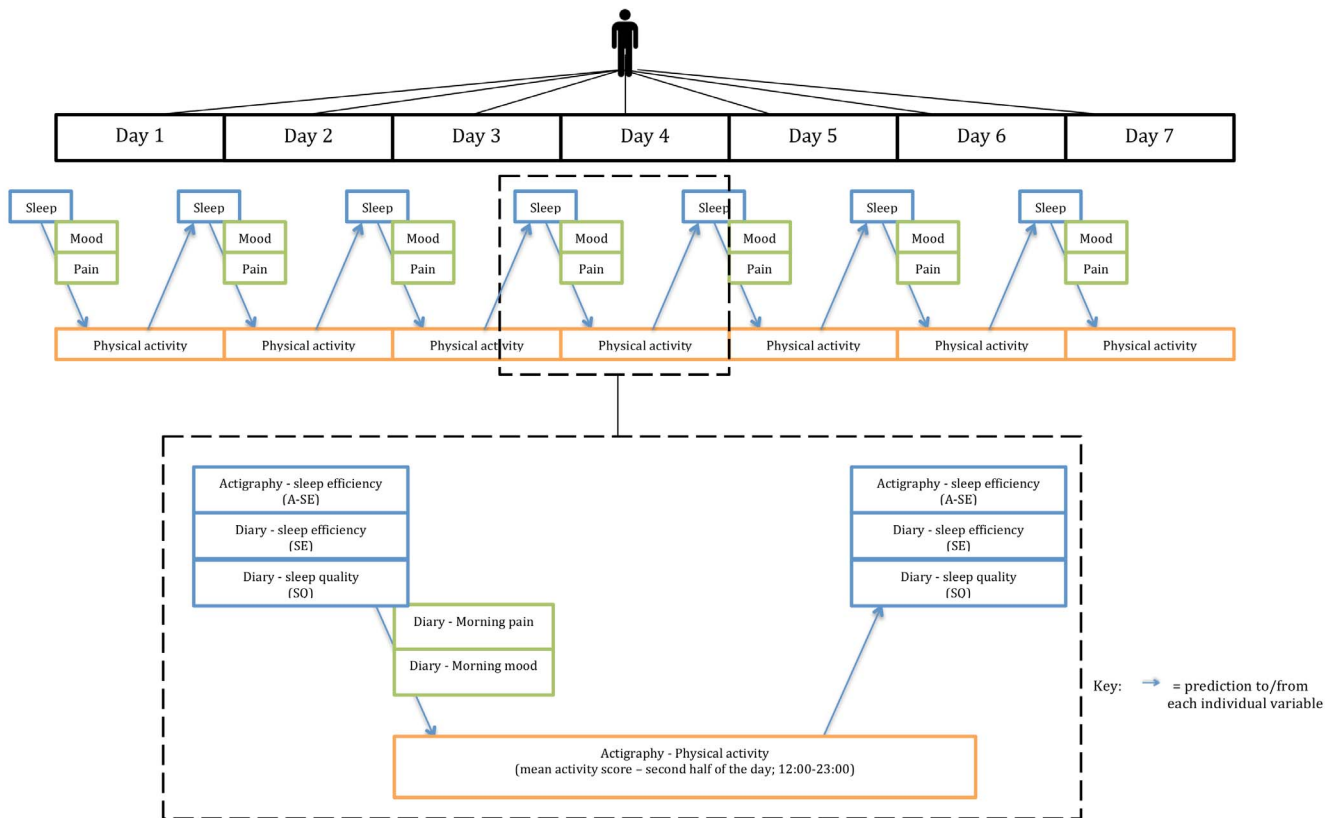 Day 1 Day 2 Day 3 Day 4 Day 5 Day 6 Day 7
Sleep Sleep Sleep Sleep Sleep Sleep Sleep
Mood Mood Mood Mood Mood Mood Mood
Pain Pain Pain Pain Pain Pain Pain
Physical activity Physical activity Physical activity Physical activity Physical activity Physical activity Physical activity
Actigraphy - sleep efficiency
(A-SE)
Diary - sleep efficiency
(SE)
Diary - sleep quality
(SQ)
Diary - Morning pain
Diary - Morning mood
Actigraphy - Physical activity
(mean activity score – second half of the day; 12:00-23:00)
Actigraphy - sleep efficiency
(A-SE)
Diary - sleep efficiency
(SE)
Diary - sleep quality
(SQ)
Key: = prediction to/from
each individual variable